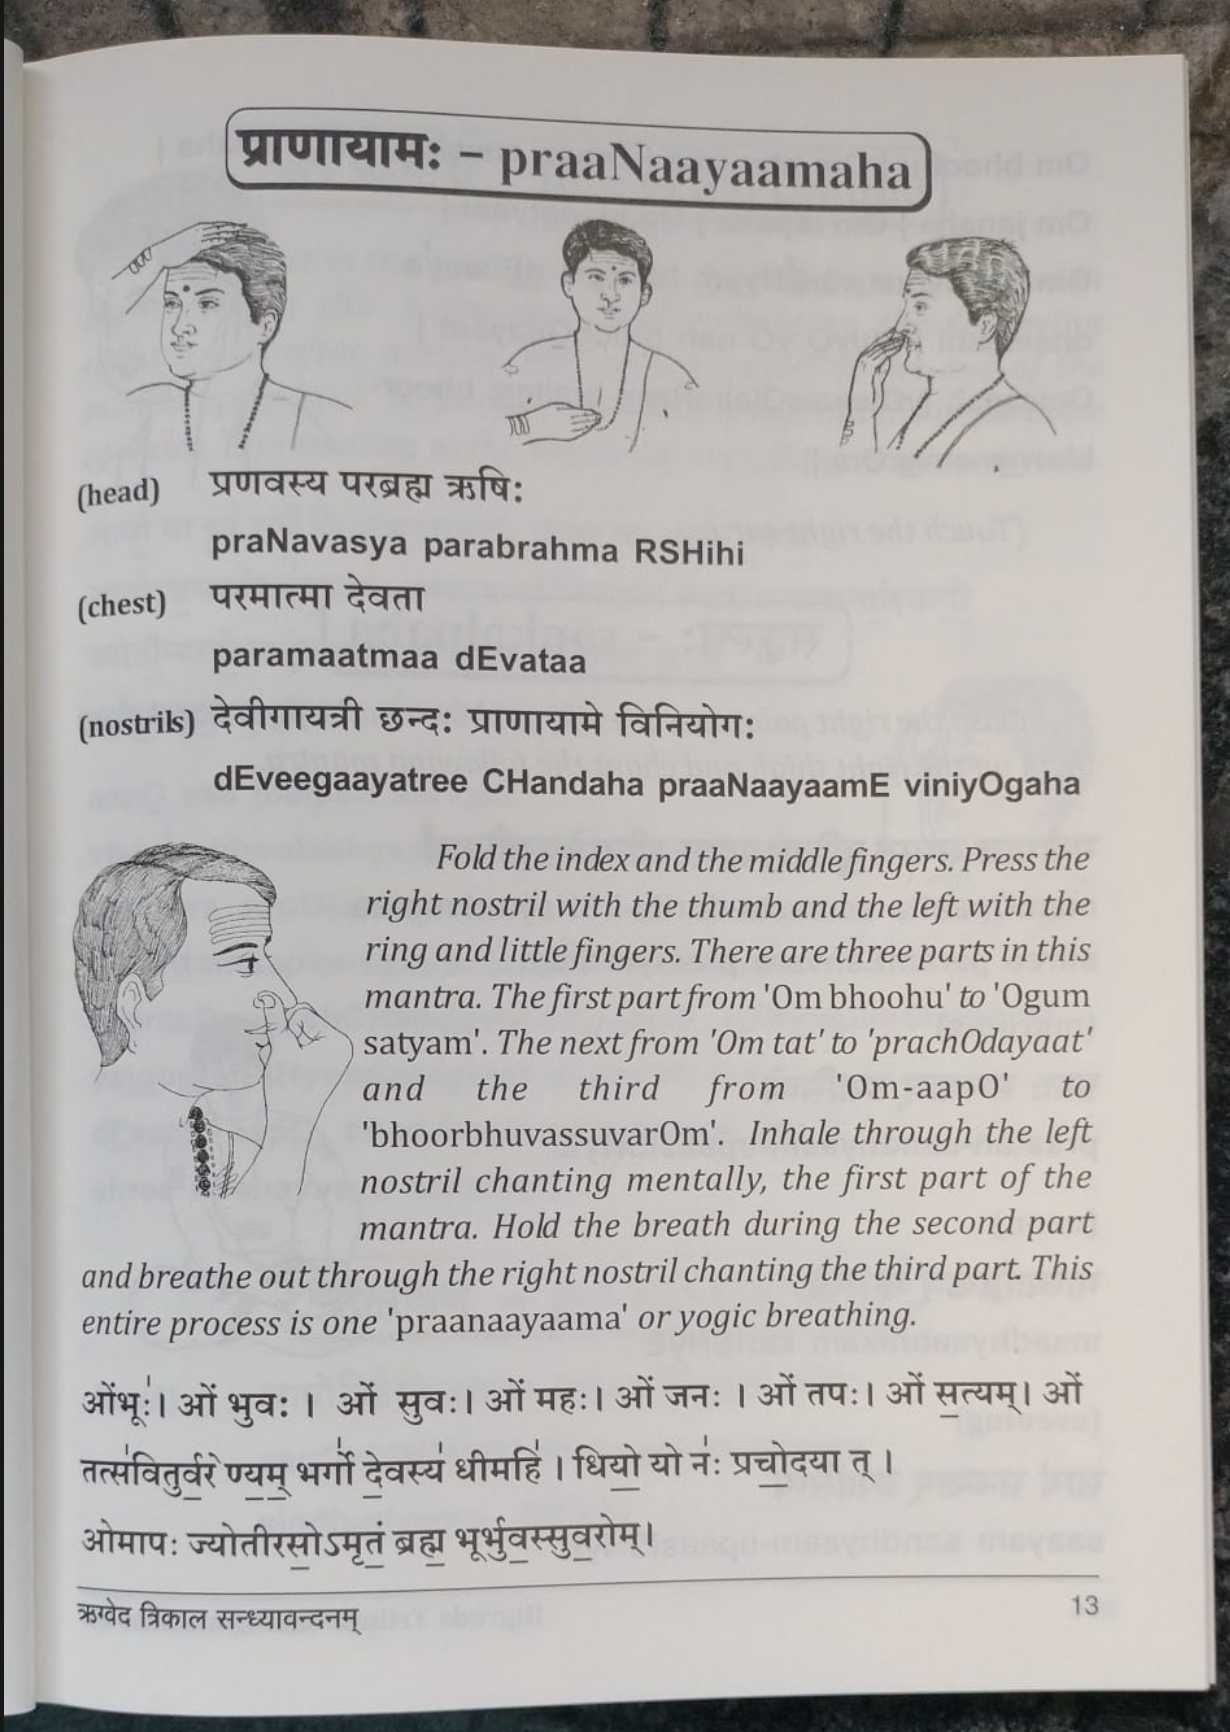 प्राणायामः – praaNaayaamaha
(head) प्रणवस्य परब्रह्म ऋषिः
praNavasya parabrahma RSHihi
(chest) परमात्मा देवता
paramaatmaa dEvataa
(nostrils) देवीगायत्री छन्दः प्राणायामे विनियोगः
dEveegaayatree CHandaha praaNaayaamE viniyOgaha
Fold the index and the middle fingers. Press the
right nostril with the thumb and the left with the
ring and little fingers. There are three parts in this
mantra. The first part from 'Om bhoohu' to 'Ogum
satyam'. The next from 'Om tat' to 'prachOdayaat'
and the third from 'Om-aapO' to
'bhoorbhuvassuvarOm'. Inhale through the left
nostril chanting mentally, the first part of the
mantra. Hold the breath during the second part
and breathe out through the right nostril chanting the third part. This
entire process is one 'praanaayaama' or yogic breathing.
ओंभूः॑। ओं भुवः । ओं सुवः॑। ओं महः। ओं जनः॑ । ओं तपः। ओं स॒त्यम्। ओं
तत्स॑वितुर्व॒रे ण्य॒म्॒ भर्गो॑ दे॒वस्य॑ धीमहि॑ । धियो॒ यो नः॑ प्रचो॒दया त् ।
ओमापः ज्योतीरसो॒ऽमृतं॒॑ ब्रह्म॒ भूर्भुव॒स्सुव॒रोम्।
ऋग्वेद त्रिकाल सन्ध्यावन्दनम्
13